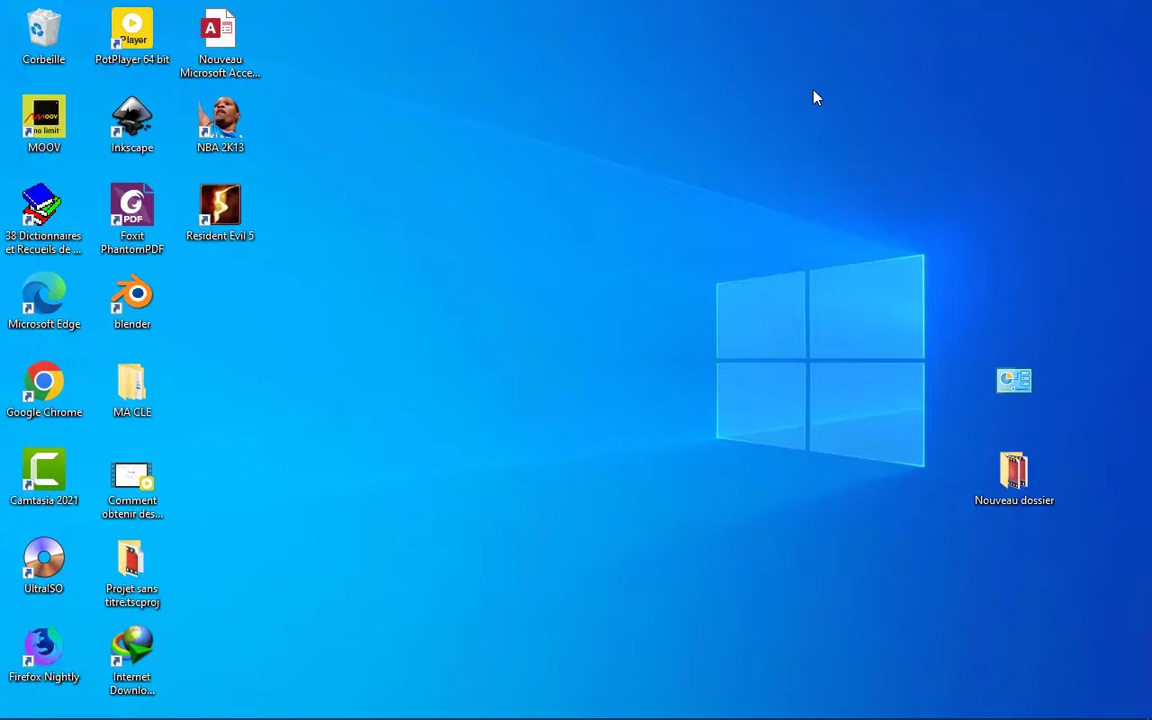 Corbeille
PotPlayer 64 bit
Player
Nouveau
Microsoft Acce...
MOOV
no limit
MOOV
Inkscape
NBA 2K13
38 Dictionnaires
et Recueils de ...
PDF
Foxit
PhantomPDF
Resident Evil 5
Microsoft Edge
blender
Google Chrome
MA CLE
Camtasia 2021
Comment
obtenir des...
Nouveau dossier
UltraISO
Projet sans
titre.tscproj
Firefox Nightly
Internet
Downlo...